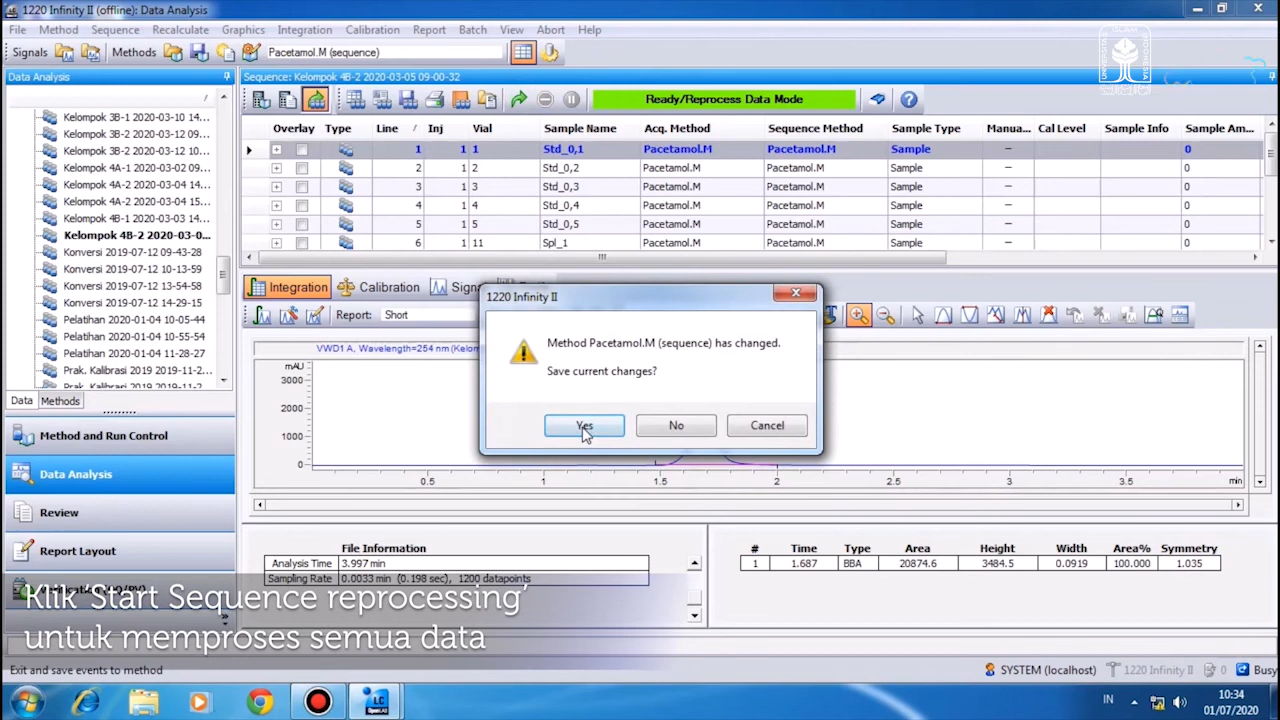 1220 Infinity II (offline): Data Analysis
File Method Sequence Recalculate Graphics Integration Calibration Report Batch View Abort Help
Signals Methods Pacetamol.M (sequence)
Data Analysis
Kelompok 3B-1 2020-03-10 14...
Kelompok 3B-2 2020-03-12 09...
Kelompok 3B-2 2020-03-12 10...
Kelompok 4A-1 2020-03-02 09...
Kelompok 4A-2 2020-03-04 14...
Kelompok 4A-2 2020-03-04 15...
Kelompok 4B-1 2020-03-05 08...
Kelompok 4B-2 2020-03-0...
Konversi 2019-07-12 09-43-28
Konversi 2019-07-12 10-13-59
Konversi 2019-07-12 13-54-58
Konversi 2019-07-12 14-29-15
Pelatihan 2020-01-04 10-05-44
Pelatihan 2020-01-04 10-55-54
Pelatihan 2020-01-04 11-28-27
Prak. Kalibrasi 2019 2019-11-2...
Data Methods
Method and Run Control
Data Analysis
Review
Report Layout
Sequence: Kelompok 4B-2 2020-03-05 09-00-32
Ready/Reprocess Data Mode
Overlay Type Line / Inj Vial Sample Name Acq. Method Sequence Method Sample Type Manua... Cal Level Sample Info Sample Am...
1 1 1 Std_0,1 Pacetamol.M Pacetamol.M Sample — 0
2 1 2 Std_0,2 Pacetamol.M Pacetamol.M Sample — 0
3 1 3 Std_0,3 Pacetamol.M Pacetamol.M Sample — 0
4 1 4 Std_0,4 Pacetamol.M Pacetamol.M Sample — 0
5 1 5 Std_0,5 Pacetamol.M Pacetamol.M Sample — 0
6 1 11 Spl_1 Pacetamol.M Pacetamol.M Sample — 0
Integration Calibration
Report: Short
VWD1 A, Wavelength=254 nm (Kelom
mAU
3000
2000
1000
0
0.5 1 1.5 2 2.5 3 3.5 min
1220 Infinity II
Method Pacetamol.M (sequence) has changed.
Save current changes?
Yes No Cancel
File Information
Analysis Time 3.997 min
Sampling Rate 0.0033 min (0.198 sec), 1200 datapoints
# Time Type Area Height Width Area% Symmetry
1 1.687 BBA 20874.6 3484.5 0.0919 100.000 1.035
Klik 'Start Sequence reprocessing'
untuk memproses semua data
Exit and save events to method
SYSTEM (localhost) 1220 Infinity II 0 Busy
IN 10:34
01/07/2020